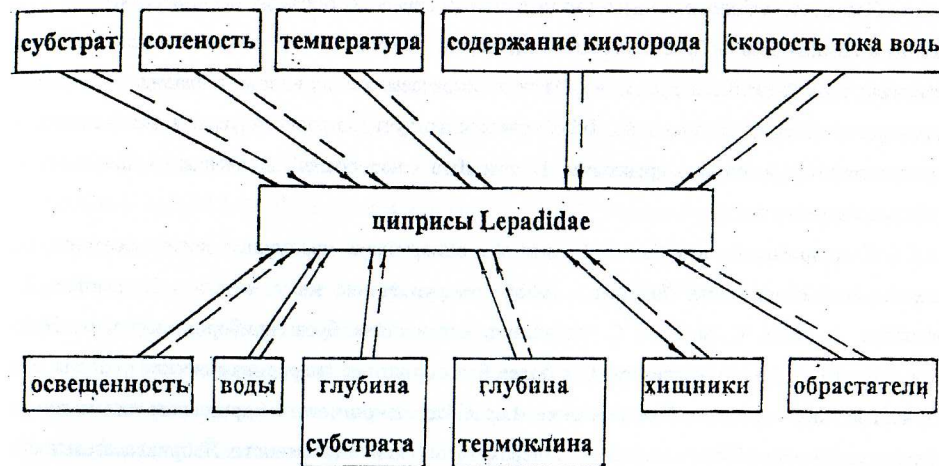 субстрат соленость температура содержание кислорода скорость тока воды
циприсы Lepadidae
освещенность воды глубина субстрата глубина термоклина хищники обрастатели